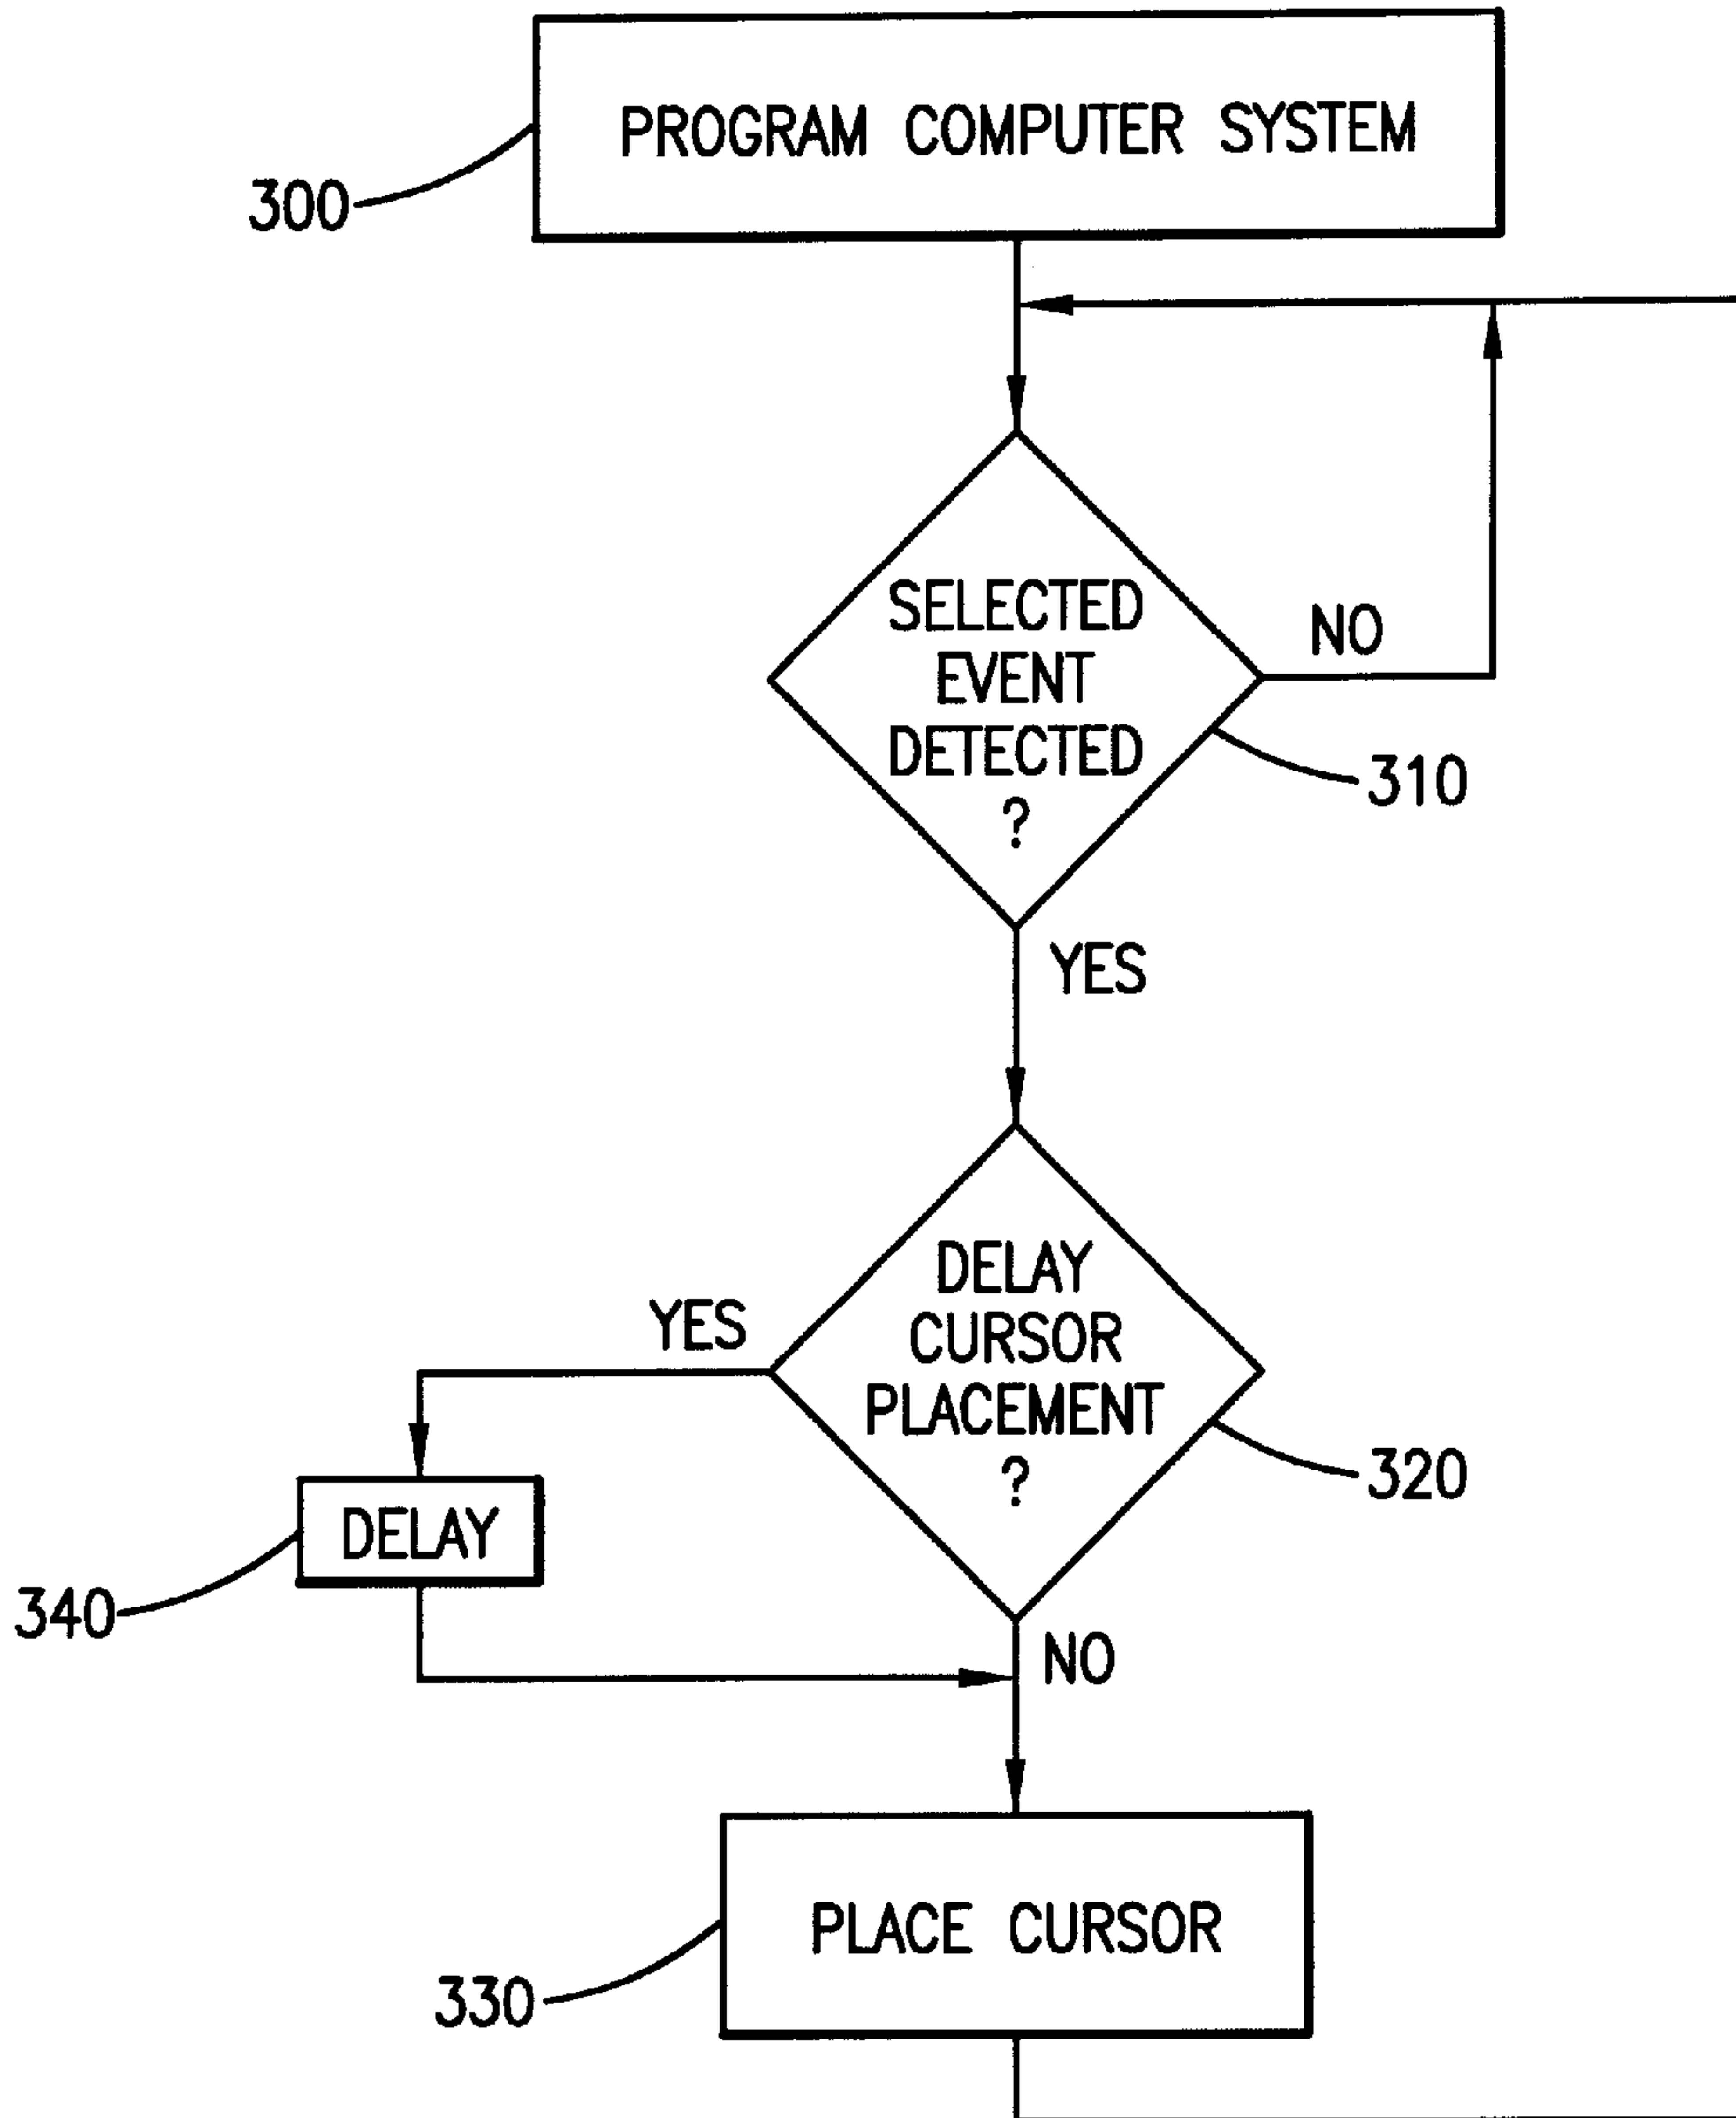 PROGRAM COMPUTER SYSTEM
300
SELECTED
EVENT
DETECTED
?
NO
310
YES
DELAY
CURSOR
PLACEMENT
?
YES
320
DELAY
340
NO
PLACE CURSOR
330